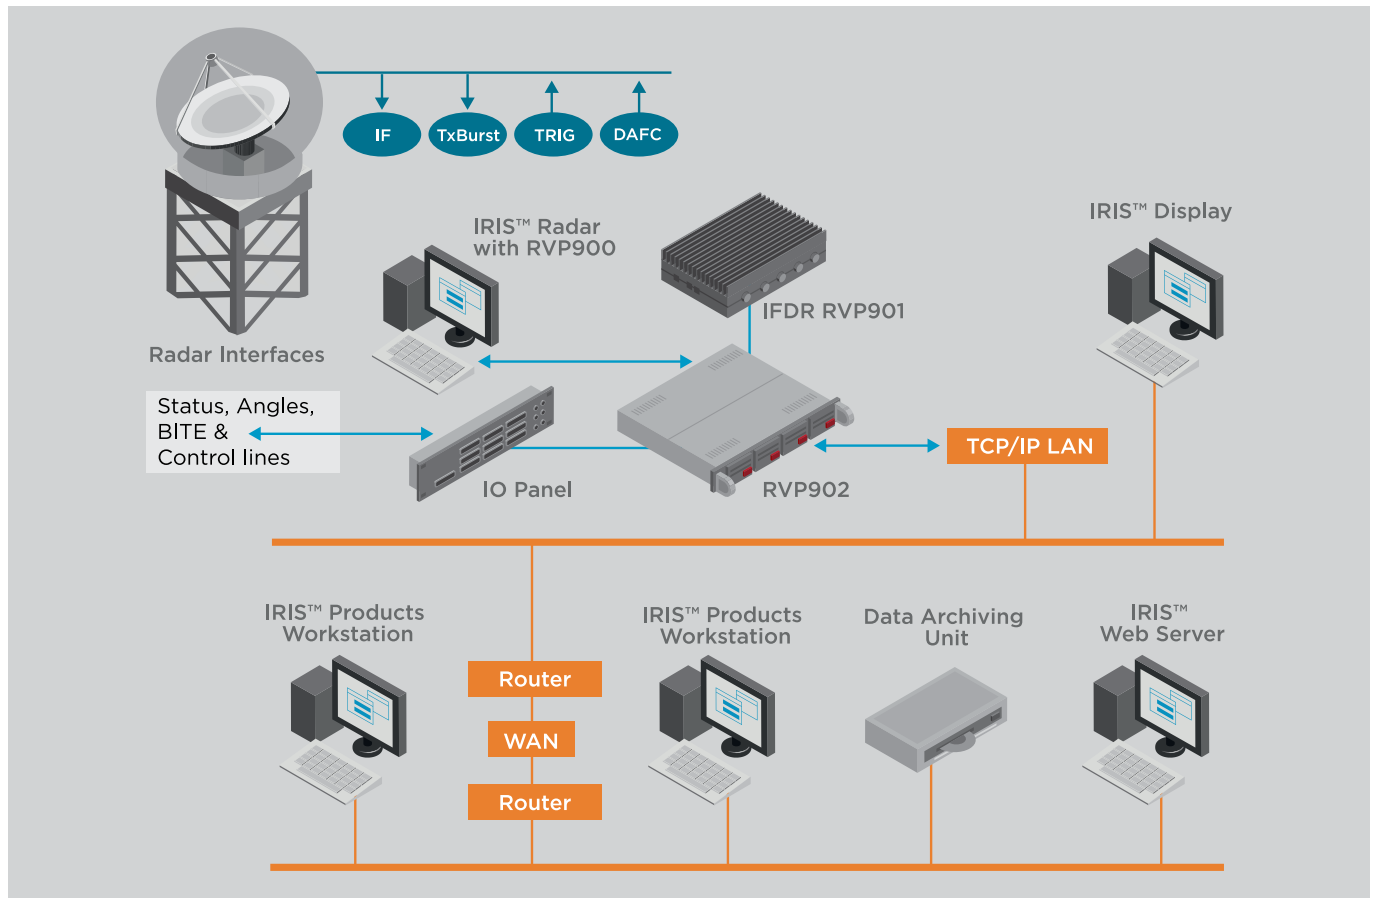 IF
TxBurst
TRIG
DAFC
IRIS™ Radar
with RVP900
IRIS™ Display
IFDR RVP901
Radar Interfaces
Status, Angles,
BITE &
Control lines
TCP/IP LAN
IO Panel
RVP902
IRIS™ Products
Workstation
IRIS™ Products
Workstation
Data Archiving
Unit
IRIS™
Web Server
Router
WAN
Router